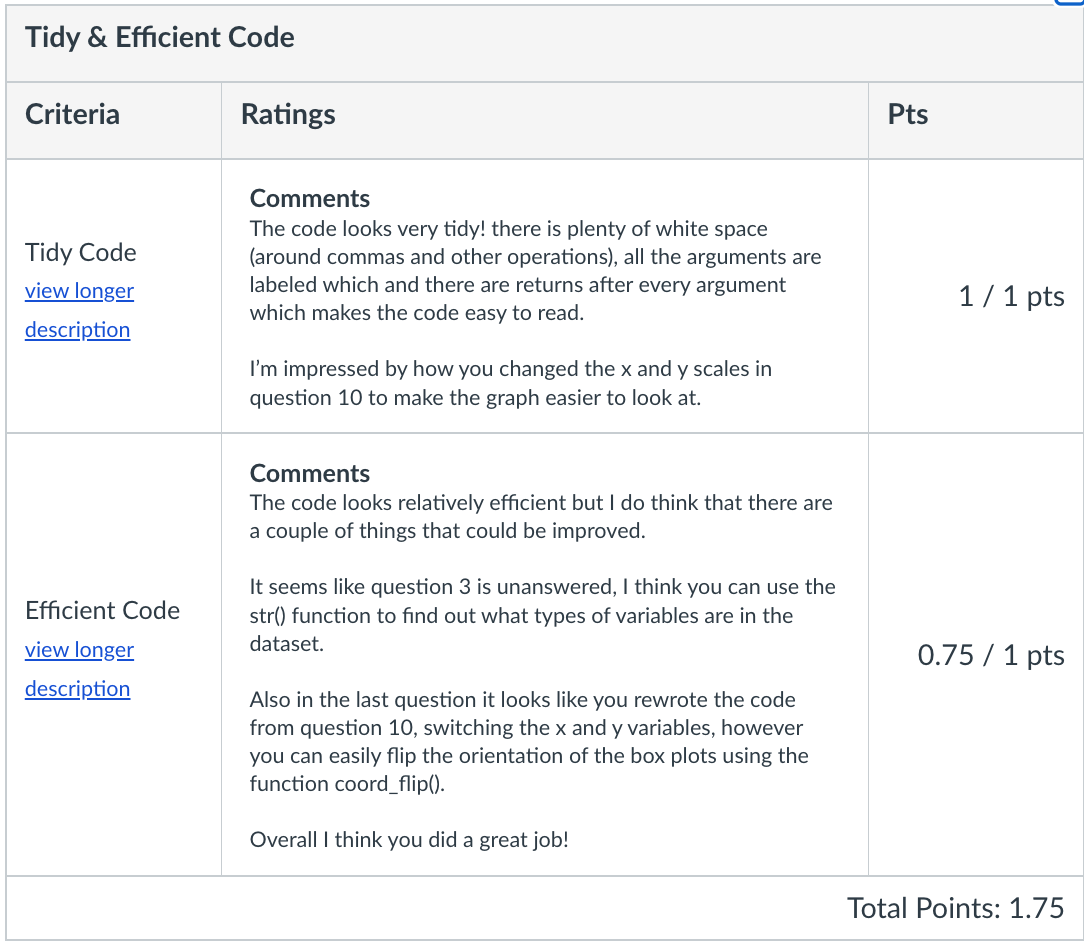 Tidy & Efficient Code
Criteria
Ratings
Pts
Tidy Code
view longer
description
Comments
The code looks very tidy! there is plenty of white space
(around commas and other operations), all the arguments are
labeled which and there are returns after every argument
which makes the code easy to read.
I’m impressed by how you changed the x and y scales in
question 10 to make the graph easier to look at.
1 / 1 pts
Efficient Code
view longer
description
Comments
The code looks relatively efficient but I do think that there are
a couple of things that could be improved.
It seems like question 3 is unanswered, I think you can use the
str() function to find out what types of variables are in the
dataset.
Also in the last question it looks like you rewrote the code
from question 10, switching the x and y variables, however
you can easily flip the orientation of the box plots using the
function coord_flip().
Overall I think you did a great job!
0.75 / 1 pts
Total Points: 1.75